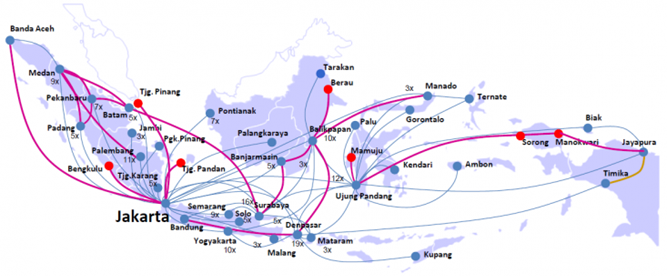 Banda Aceh
Medan
9x
Tjg. Pinang
Pekanbaru
7x
Batam
5x
Padang
5x
Jambi
3x
Pgk.Pinang
Palembang
11x
Bengkulu
Tjg. Pandan
Tjg.Karang
5x
Jakarta
Pontianak
7x
Palangkaraya
Banjarmasin
5x
3x
Tarakan
Berau
Balikpapan
10x
Palu
Mamuju
12x
Ujung Pandang
Kendari
3x
Manado
Gorontalo
Ternate
Ambon
Sorong
Manokwari
Biak
Jayapura
Timika
Bandung
Semarang
9x
Solo
6x
16x
Surabaya
5x
Yogyakarta
10x
3x
Malang
Denpasar
19x
Mataram
3x
Kupang